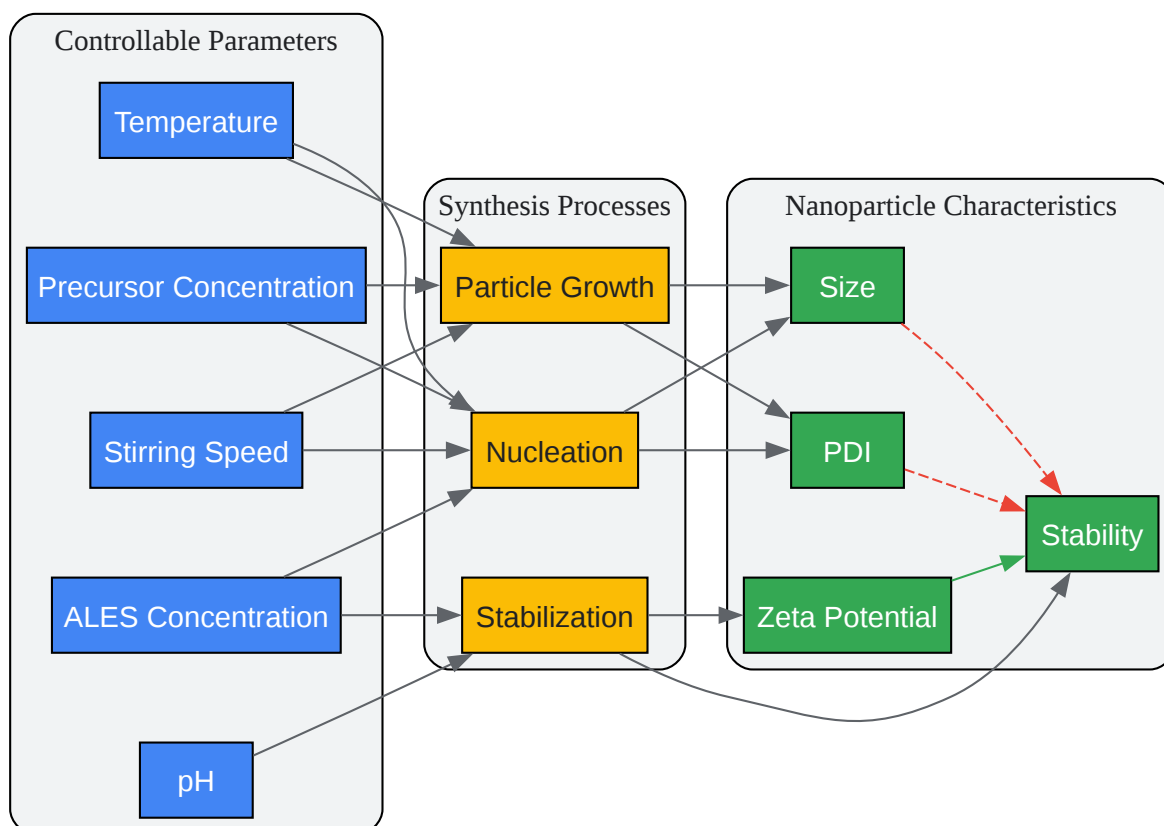 Controllable Parameters
Temperature
Precursor Concentration
Stirring Speed
ALES Concentration
pH
Synthesis Processes
Particle Growth
Nucleation
Stabilization
Nanoparticle Characteristics
Size
PDI
Zeta Potential
Stability